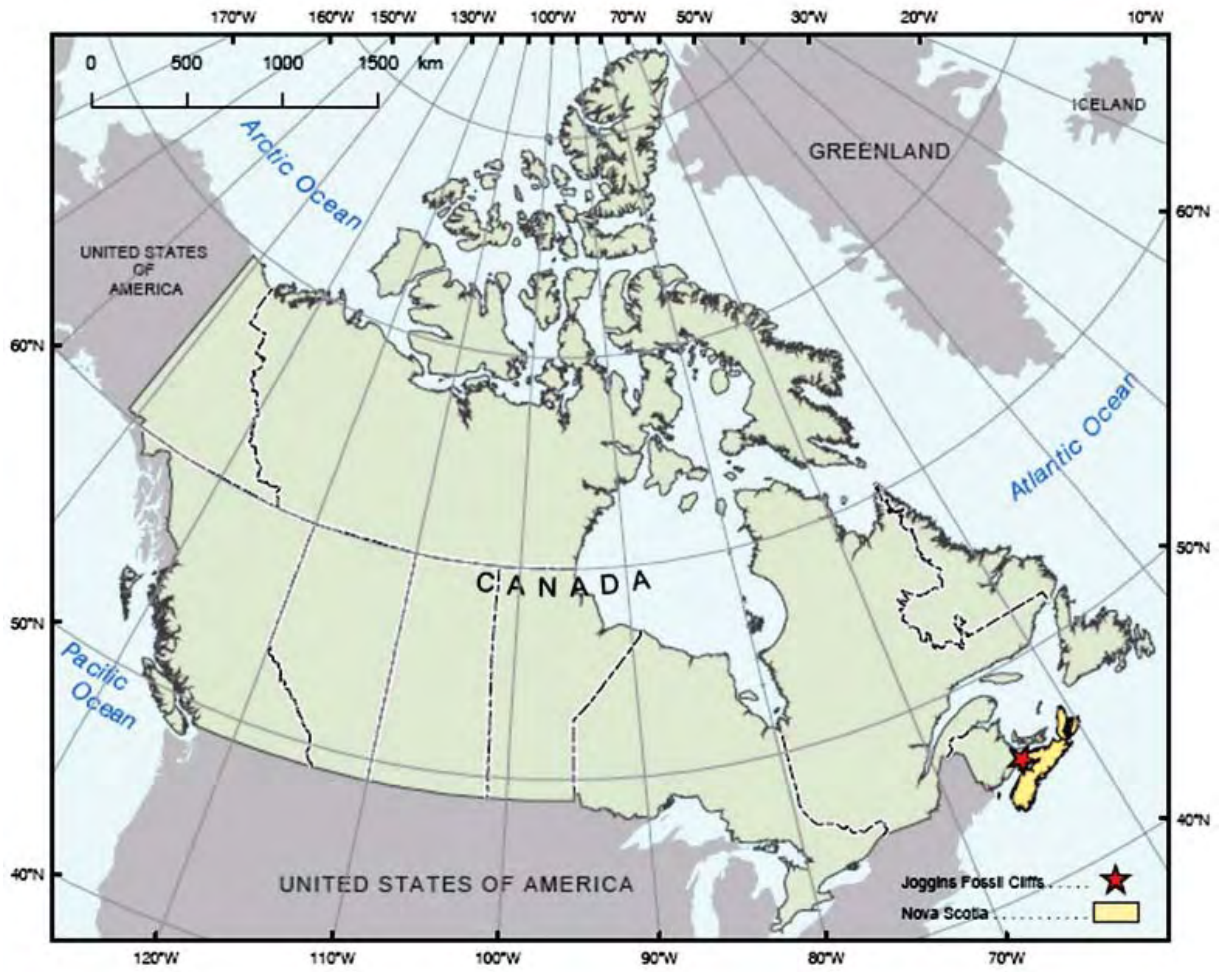 170°W 160°W 150°W 130°W 100°W 70°W 50°W 30°W 20°W 10°W
0 500 1000 1500 km
Arctic Ocean
ICELAND
GREENLAND
60°N
UNITED STATES
OF
AMERICA
60°N
Atlantic Ocean
50°N
CANADA
50°N
Pacific
Ocean
40°N
40°N
UNITED STATES OF AMERICA
Joggins Fossil Cliffs . . . . .
Nova Scotia . . . . . . . . . . . .
120°W 110°W 100°W 90°W 80°W 70°W